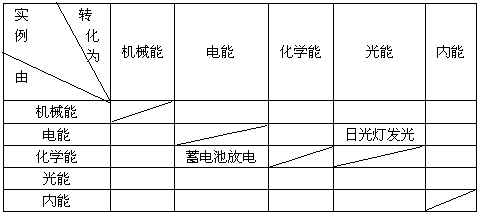 实例 转化为 由 机械能 电能 化学能 光能 内能
机械能
电能 日光灯发光
化学能 蓄电池放电
光能
内能